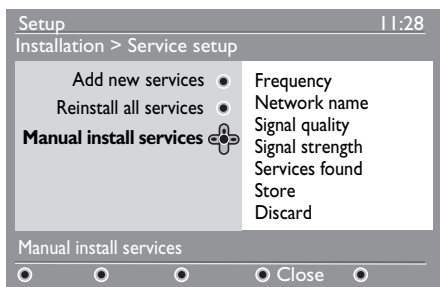 Setup 11:28
Installation > Service setup
Add new services
Reinstall all services
Manual install services
Frequency
Network name
Signal quality
Signal strength
Services found
Store
Discard
Manual install services
Close